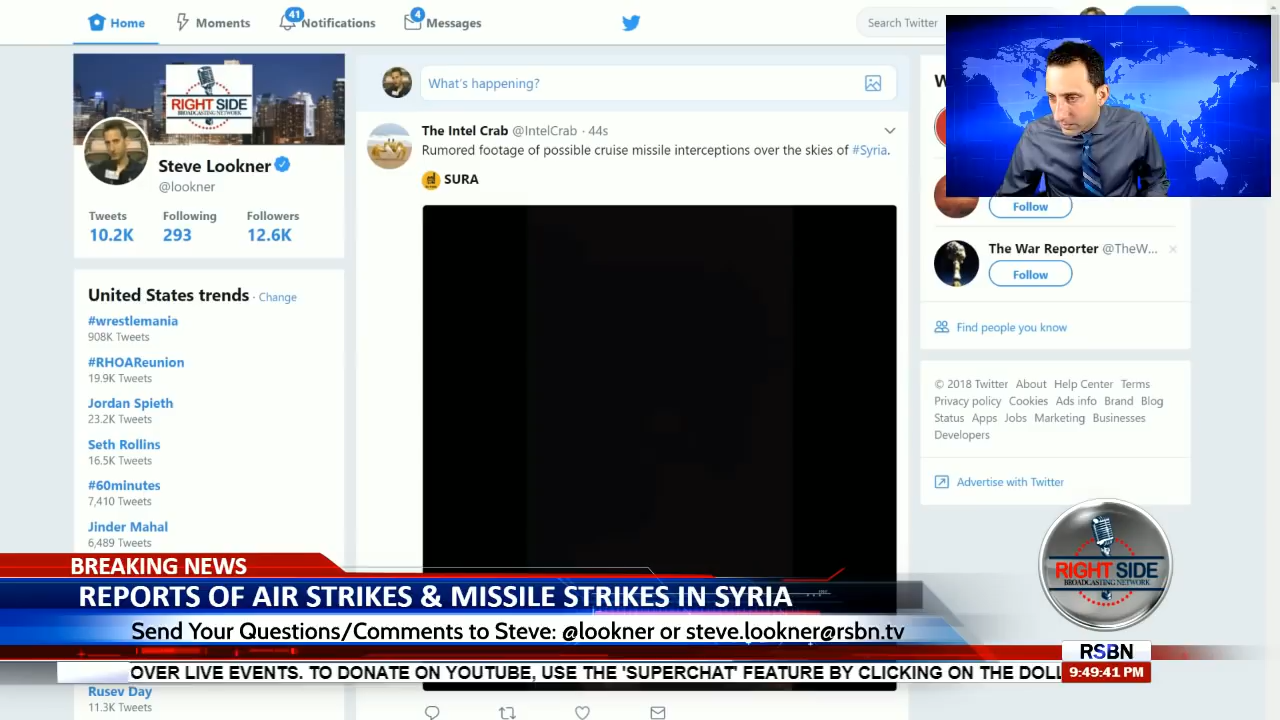 Home
Moments
41
Notifications
4
Messages
Search Twitter
RIGHT SIDE
BROADCASTING NETWORK
Steve Lookner
@lookner
Tweets Following Followers
10.2K 293 12.6K
United States trends · Change
#wrestlemania
908K Tweets
#RHOAReunion
19.9K Tweets
Jordan Spieth
23.2K Tweets
Seth Rollins
16.5K Tweets
#60minutes
7,410 Tweets
Jinder Mahal
6,489 Tweets
Rusev Day
11.3K Tweets
What's happening?
The Intel Crab @IntelCrab · 44s
Rumored footage of possible cruise missile interceptions over the skies of #Syria.
SURA
W
Follow
The War Reporter @TheW...
Follow
Find people you know
© 2018 Twitter About Help Center Terms
Privacy policy Cookies Ads info Brand Blog
Status Apps Jobs Marketing Businesses
Developers
Advertise with Twitter
RIGHT SIDE
BROADCASTING NETWORK
BREAKING NEWS
REPORTS OF AIR STRIKES & MISSILE STRIKES IN SYRIA
Send Your Questions/Comments to Steve: @lookner or steve.lookner@rsbn.tv
RSBN
OVER LIVE EVENTS. TO DONATE ON YOUTUBE, USE THE 'SUPERCHAT' FEATURE BY CLICKING ON THE DOLL
9:49:41 PM